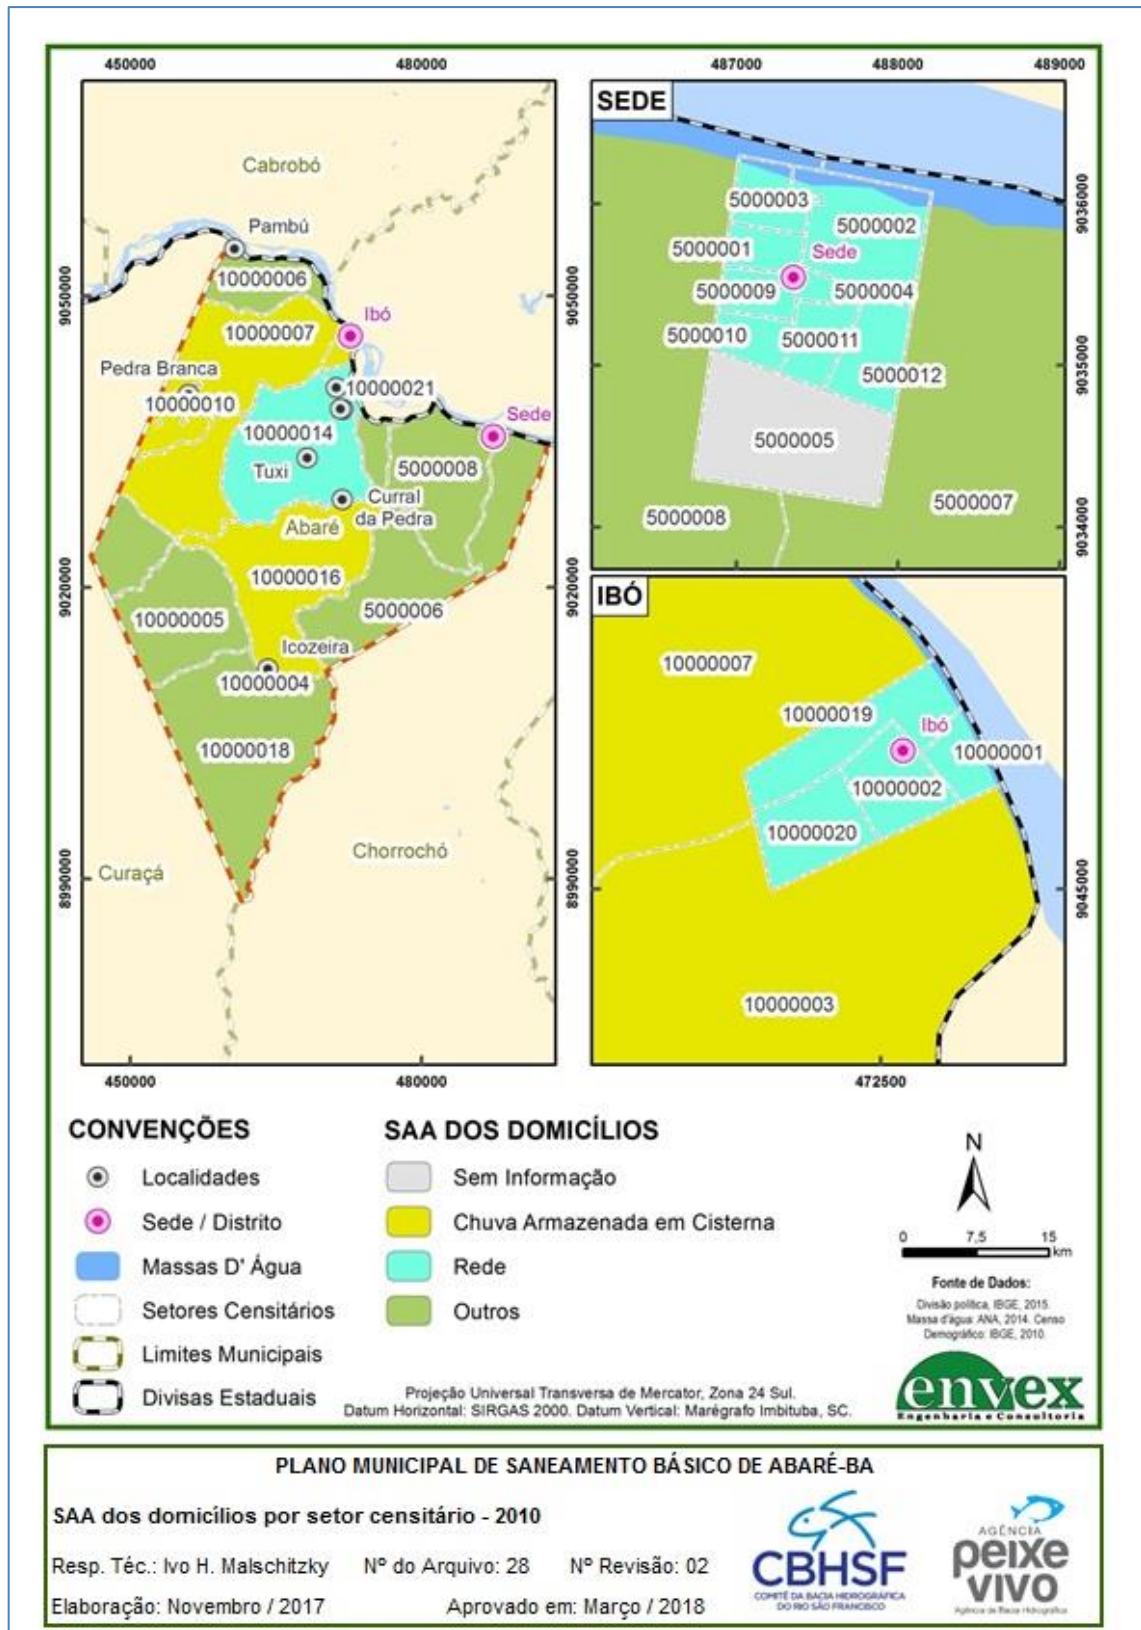 450000
480000
487000
488000
489000
Cabrobó
Pambú
10000006
10000007
Ibó
Pedra Branca
10000010
10000021
10000014
Sede
Tuxi
5000008
Curral
da Pedra
Abaré
10000016
10000005
5000006
Icozeira
10000004
10000018
Chorrochó
Curaçá
9050000
9020000
8990000
9050000
9020000
8990000
450000
480000
SEDE
5000003
5000002
5000001
Sede
5000009
5000004
5000010
5000011
5000012
5000005
5000008
5000007
9036000
9035000
9034000
IBÓ
10000007
10000019
Ibó
10000001
10000002
10000020
10000003
9045000
472500
CONVENÇÕES
Localidades
Sede / Distrito
Massas D' Água
Setores Censitários
Limites Municipais
Divisas Estaduais
SAA DOS DOMICÍLIOS
Sem Informação
Chuva Armazenada em Cisterna
Rede
Outros
N
0 7,5 15
km
Fonte de Dados:
Divisão política, IBGE, 2015.
Massa d'água: ANA, 2014. Censo
Demográfico: IBGE, 2010.
Projeção Universal Transversa de Mercator, Zona 24 Sul.
Datum Horizontal: SIRGAS 2000. Datum Vertical: Marégrafo Imbituba, SC.
envex
Engenharia e Consultoria
PLANO MUNICIPAL DE SANEAMENTO BÁSICO DE ABARÉ-BA
SAA dos domicílios por setor censitário - 2010
Resp. Téc.: Ivo H. Malschitzky Nº do Arquivo: 28 Nº Revisão: 02
Elaboração: Novembro / 2017 Aprovado em: Março / 2018
CBHSF
COMITÊ DA BACIA HIDROGRÁFICA
DO RIO SÃO FRANCISCO
AGÊNCIA
peixe
vivo
Agência de Bacia Hidrográfica